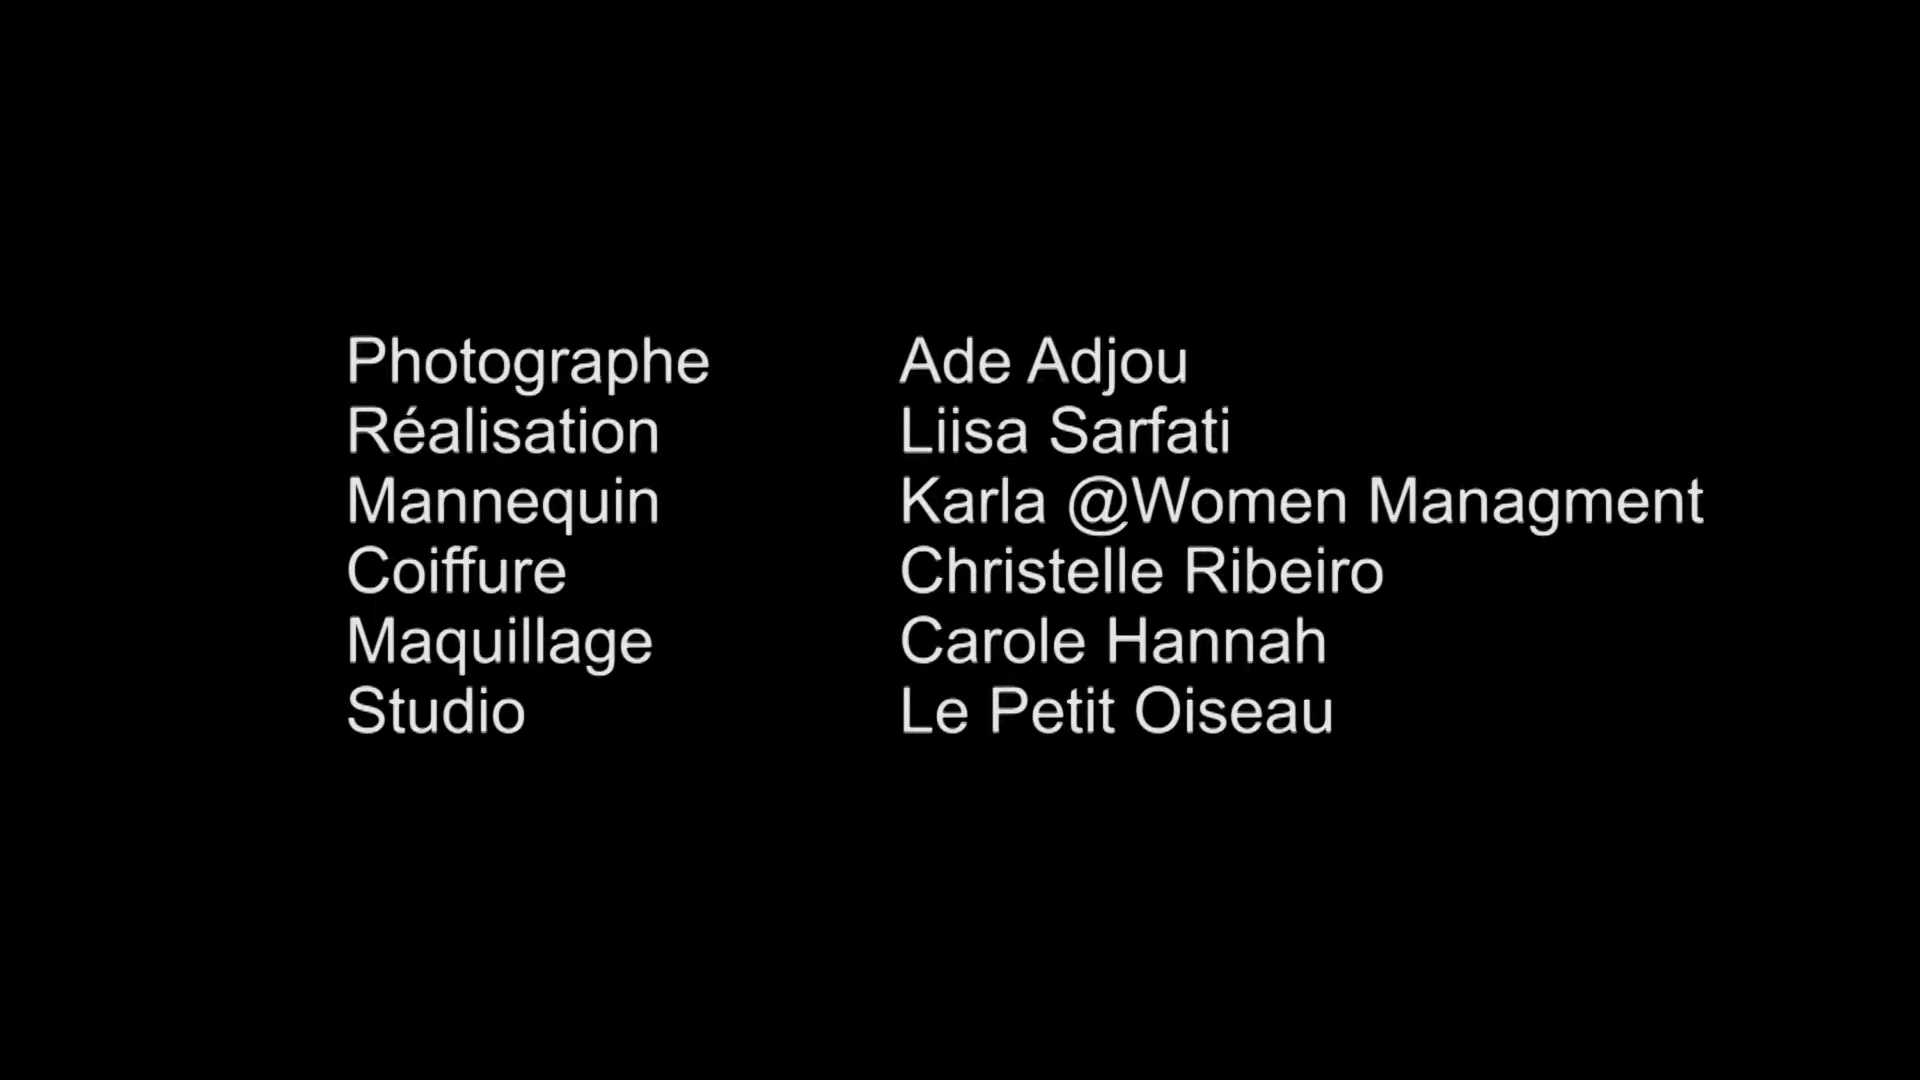 Photographe Ade Adjou
Réalisation Liisa Sarfati
Mannequin Karla @Women Managment
Coiffure Christelle Ribeiro
Maquillage Carole Hannah
Studio Le Petit Oiseau